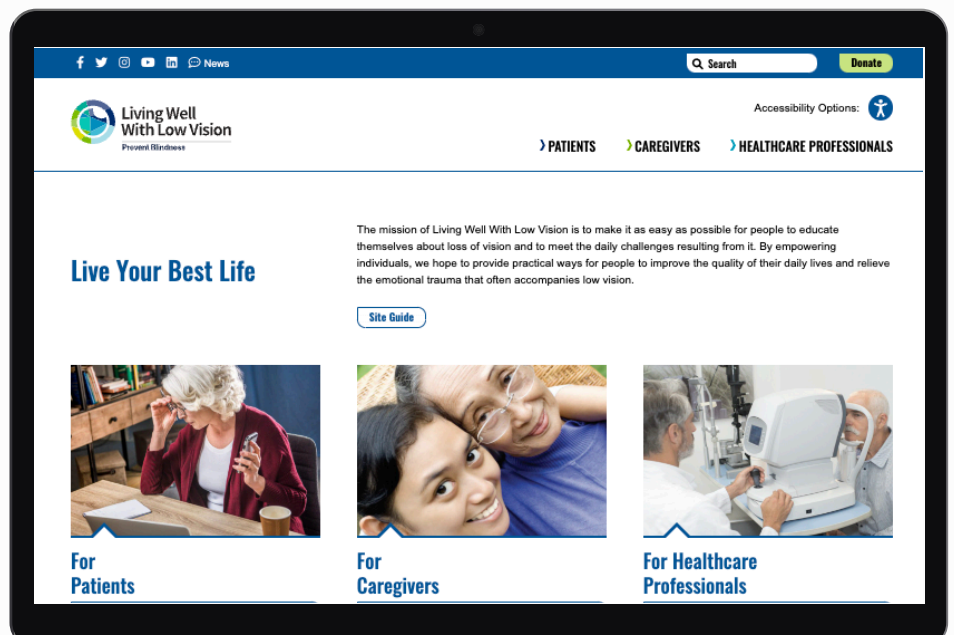 News
Search
Donate
Living Well
With Low Vision
Prevent Blindness
Accessibility Options:
PATIENTS
CAREGIVERS
HEALTHCARE PROFESSIONALS
Live Your Best Life
The mission of Living Well With Low Vision is to make it as easy as possible for people to educate
themselves about loss of vision and to meet the daily challenges resulting from it. By empowering
individuals, we hope to provide practical ways for people to improve the quality of their daily lives and relieve
the emotional trauma that often accompanies low vision.
Site Guide
For
Patients
For
Caregivers
For Healthcare
Professionals